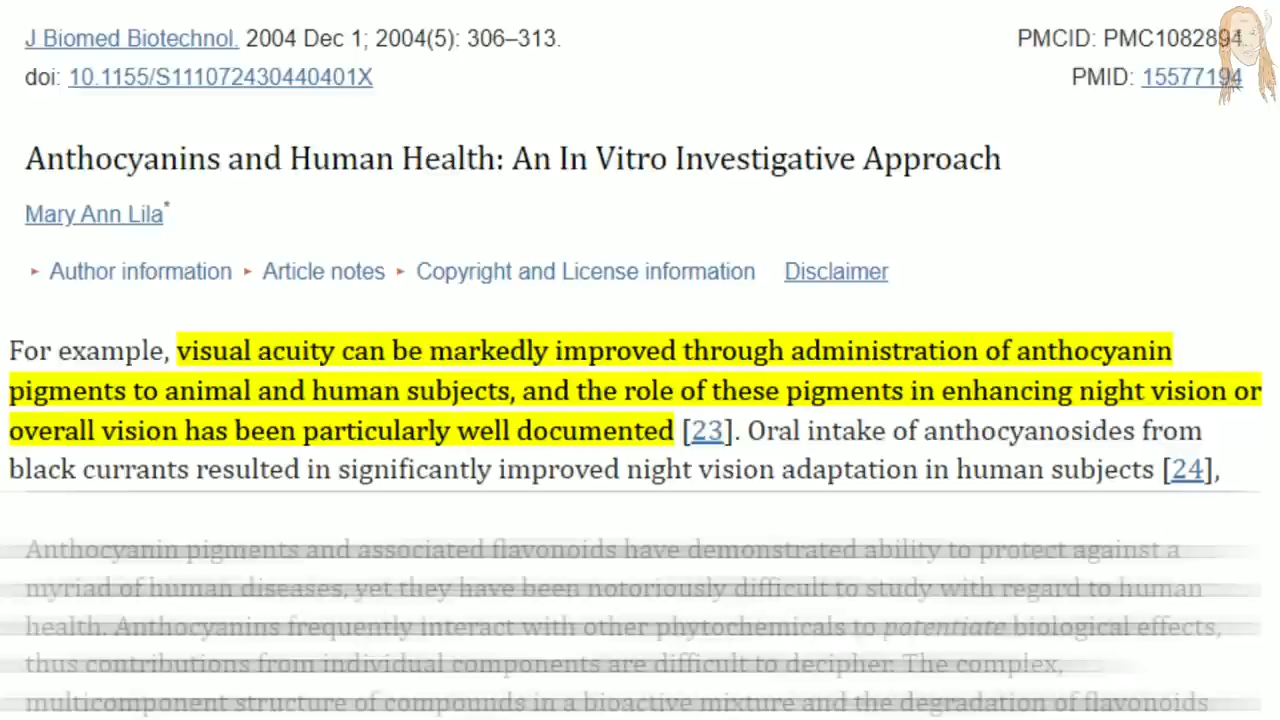 J Biomed Biotechnol. 2004 Dec 1; 2004(5): 306–313.
PMCID: PMC1082894.
doi: 10.1155/S111072430440401X
PMID: 15577194
Anthocyanins and Human Health: An In Vitro Investigative Approach
Mary Ann Lila*
▸ Author information ▸ Article notes ▸ Copyright and License information Disclaimer
For example, visual acuity can be markedly improved through administration of anthocyanin
pigments to animal and human subjects, and the role of these pigments in enhancing night vision or
overall vision has been particularly well documented [23]. Oral intake of anthocyanosides from
black currants resulted in significantly improved night vision adaptation in human subjects [24],
Anthocyanin pigments and associated flavonoids have demonstrated ability to protect against a
myriad of human diseases, yet they have been notoriously difficult to study with regard to human
health. Anthocyanins frequently interact with other phytochemicals to potentiate biological effects,
thus contributions from individual components are difficult to decipher. The complex,
multicomponent structure of compounds in a bioactive mixture and the degradation of flavonoids